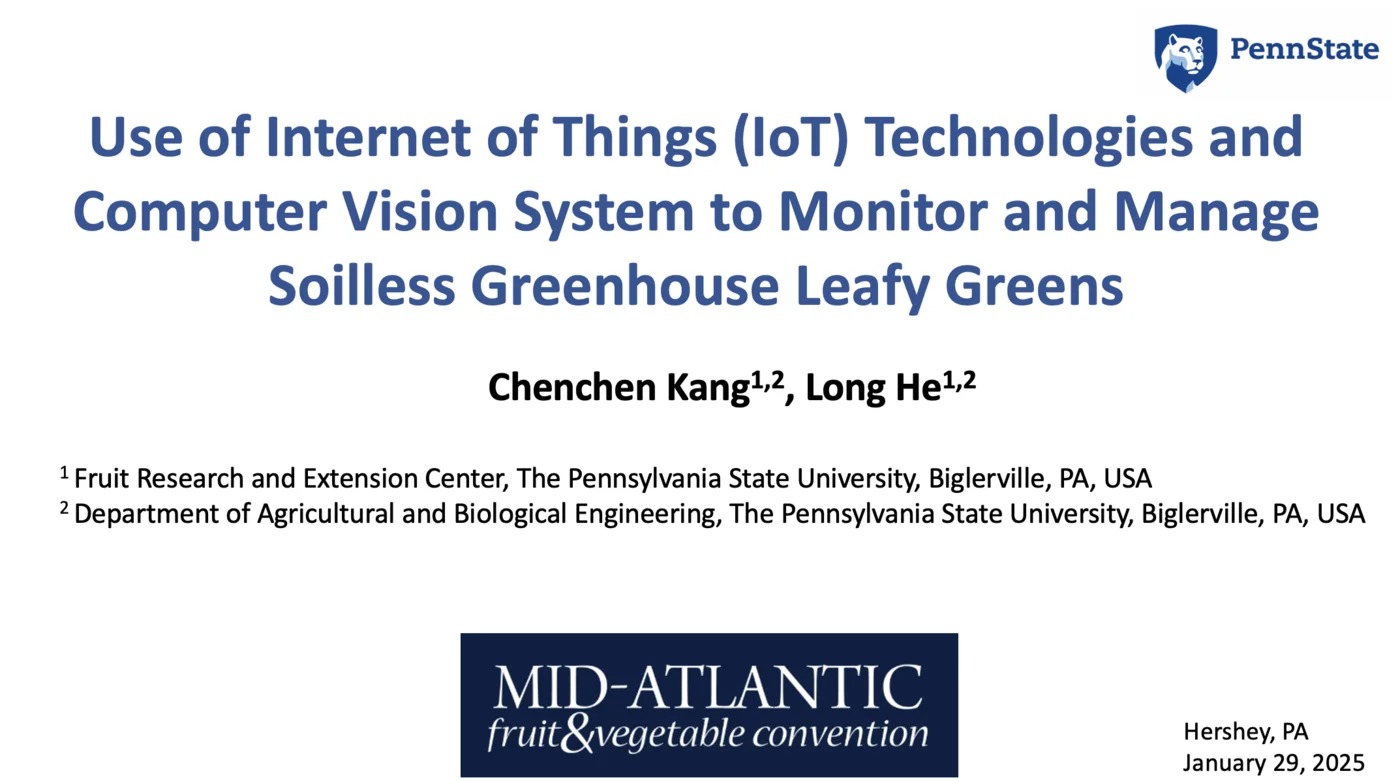 PennState
Use of Internet of Things (IoT) Technologies and
Computer Vision System to Monitor and Manage
Soilless Greenhouse Leafy Greens
Chenchen Kang1,2, Long He1,2
1 Fruit Research and Extension Center, The Pennsylvania State University, Biglerville, PA, USA
2 Department of Agricultural and Biological Engineering, The Pennsylvania State University, Biglerville, PA, USA
MID-ATLANTIC
fruit&vegetable convention
Hershey, PA
January 29, 2025